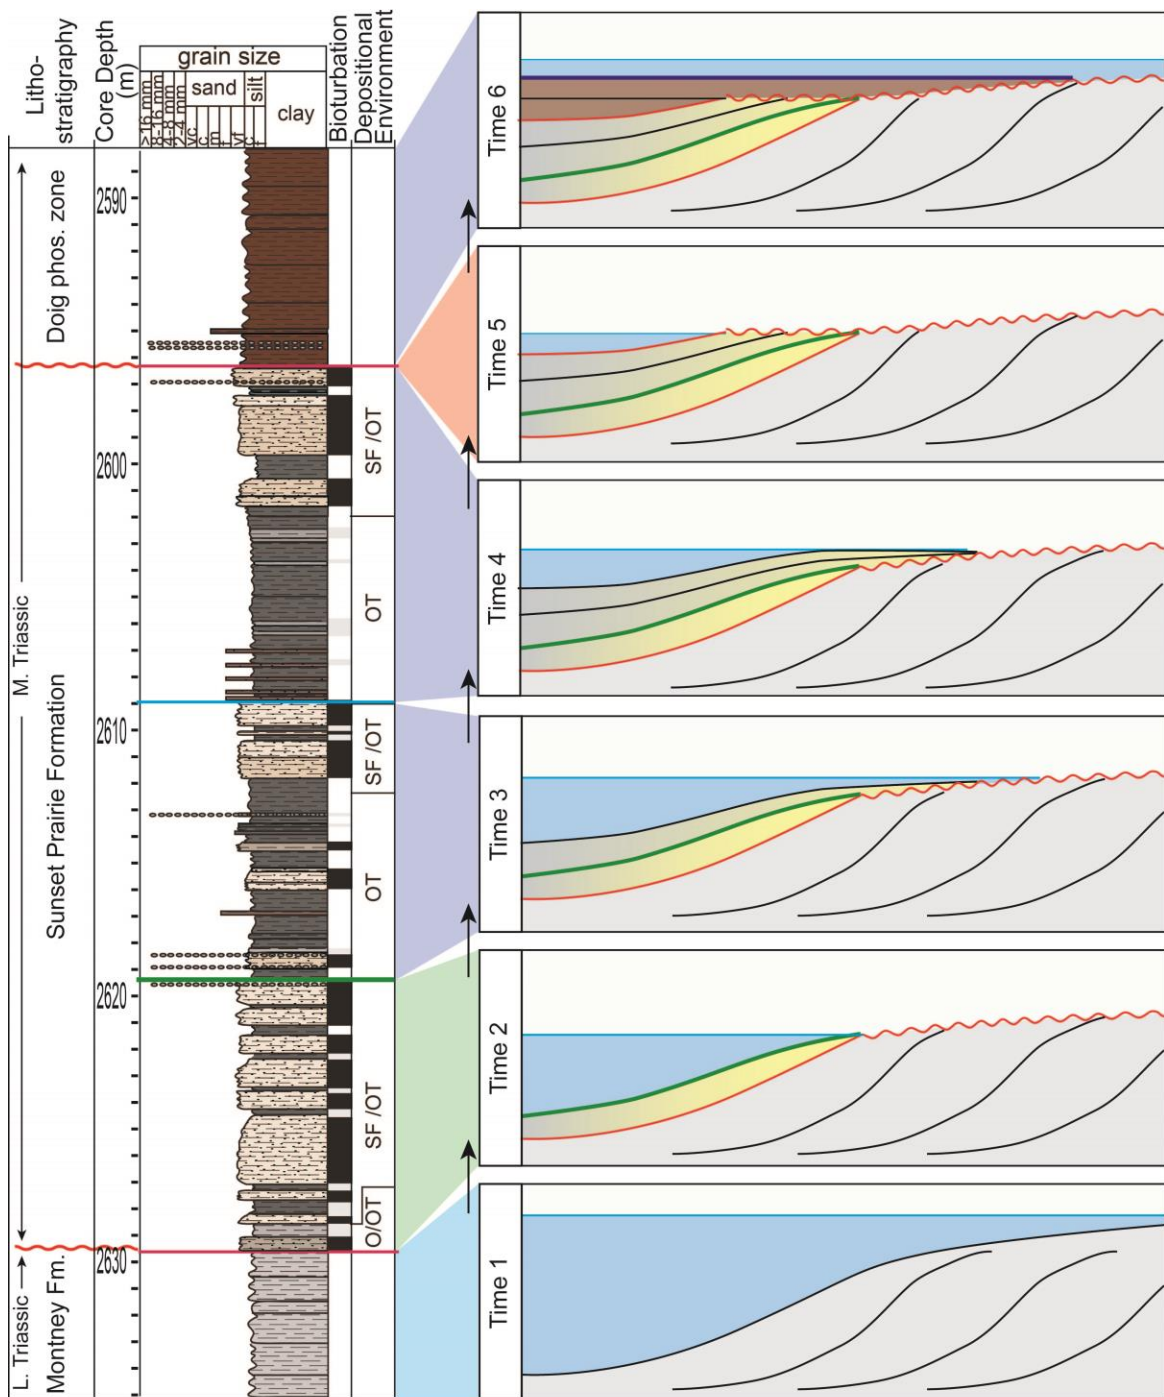 Litho-
stratigraphy
Core Depth
(m)
grain size
>16 mm
8-16 mm
4-8 mm
2-4 mm
sand
vc
c
m
f
vf
silt
c
f
clay
Bioturbation
Depositional
Environment
M. Triassic
L. Triassic
Doig phos. zone
Sunset Prairie Formation
Montney Fm.
2590
2600
2610
2620
2630
SF /OT
OT
SF /OT
OT
SF /OT
O/OT
Time 6
Time 5
Time 4
Time 3
Time 2
Time 1